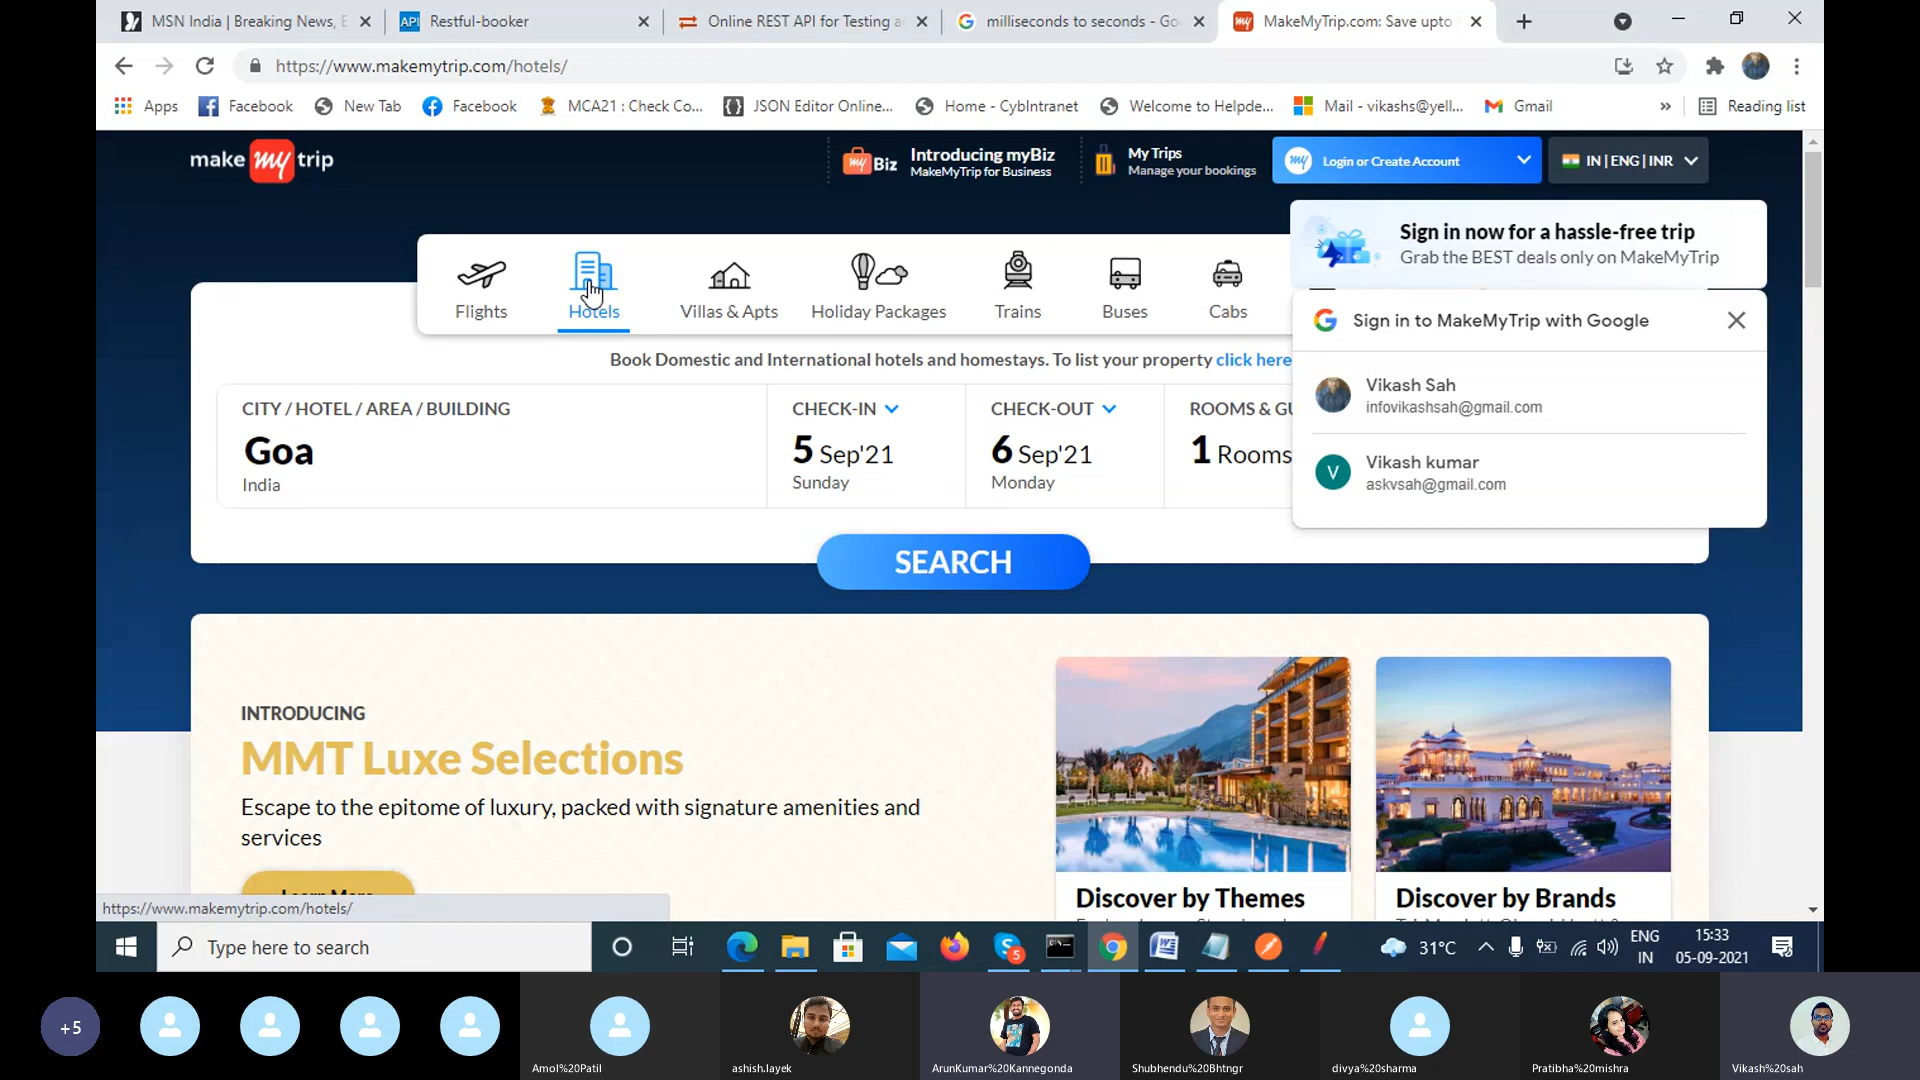 MSN India | Breaking News, E
Restful-booker
Online REST API for Testing a
milliseconds to seconds - Go
MakeMyTrip.com: Save upto
https://www.makemytrip.com/hotels/
Apps
Facebook
New Tab
Facebook
MCA21 : Check Co...
JSON Editor Online...
Home - CybIntranet
Welcome to Helpde...
Mail - vikashs@yell...
Gmail
»
Reading list
make my trip
my Biz
Introducing myBiz
MakeMyTrip for Business
My Trips
Manage your bookings
my Login or Create Account
IN | ENG | INR
Sign in now for a hassle-free trip
Grab the BEST deals only on MakeMyTrip
Flights
Hotels
Villas & Apts
Holiday Packages
Trains
Buses
Cabs
Sign in to MakeMyTrip with Google
Book Domestic and International hotels and homestays. To list your property click here
Vikash Sah
infovikashsah@gmail.com
CITY / HOTEL / AREA / BUILDING
Goa
India
CHECK-IN
5 Sep'21
Sunday
CHECK-OUT
6 Sep'21
Monday
ROOMS & GU
1 Rooms
V
Vikash kumar
askvsah@gmail.com
SEARCH
INTRODUCING
MMT Luxe Selections
Escape to the epitome of luxury, packed with signature amenities and
services
Learn More
Discover by Themes
Discover by Brands
https://www.makemytrip.com/hotels/
Type here to search
5
31°C
ENG
IN
15:33
05-09-2021
+5
Amol%20Patil
ashish.layek
ArunKumar%20Kannegonda
Shubhendu%20Bhtngr
divya%20sharma
Pratibha%20mishra
Vikash%20sah